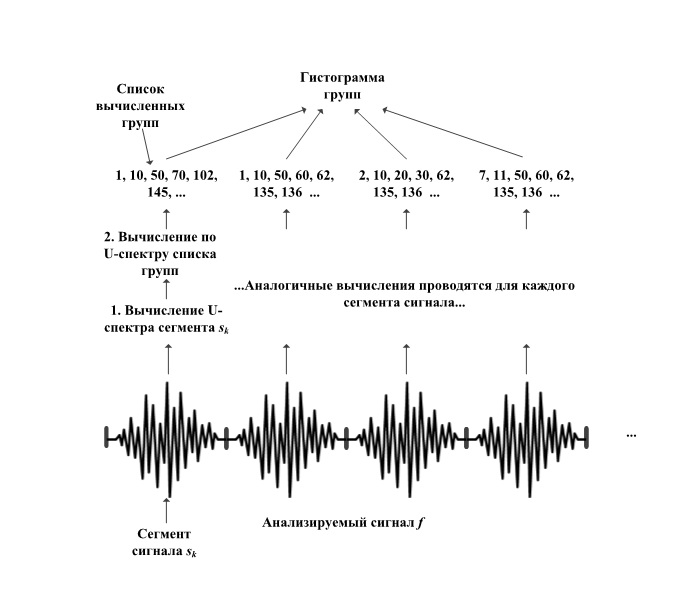 Гистограмма
групп
Список
вычисленных
групп
1, 10, 50, 70, 102,
145, ...
1, 10, 50, 60, 62,
135, 136 ...
2, 10, 20, 30, 62,
135, 136 ...
7, 11, 50, 60, 62,
135, 136 ...
2. Вычисление по
U-спектру списка
групп
...Аналогичные вычисления проводятся для каждого
сегмента сигнала...
1. Вычисление U-
спектра сегмента sk
...
Анализируемый сигнал f
Сегмент
сигнала sk